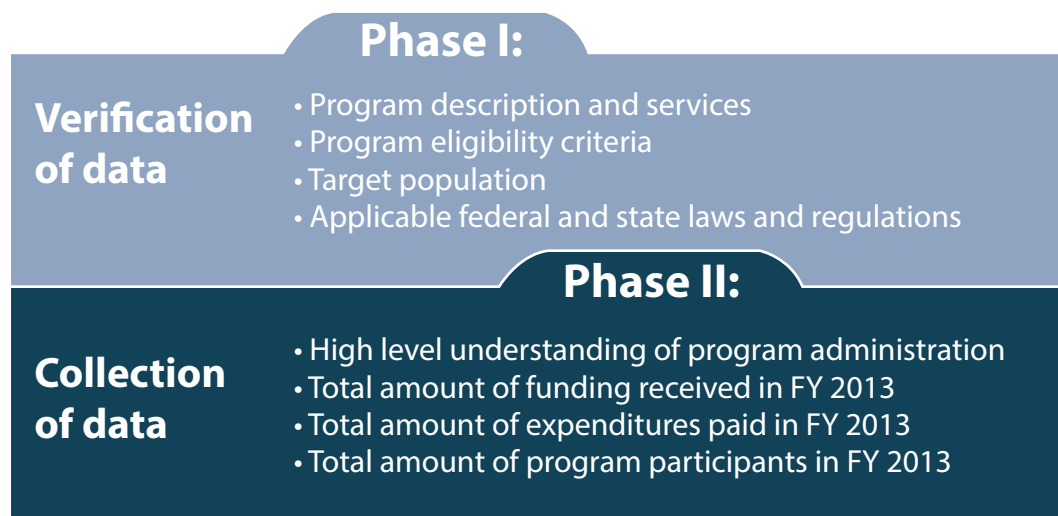 Phase I:
Verification
of data
• Program description and services
• Program eligibility criteria
• Target population
• Applicable federal and state laws and regulations
Phase II:
Collection
of data
• High level understanding of program administration
• Total amount of funding received in FY 2013
• Total amount of expenditures paid in FY 2013
• Total amount of program participants in FY 2013